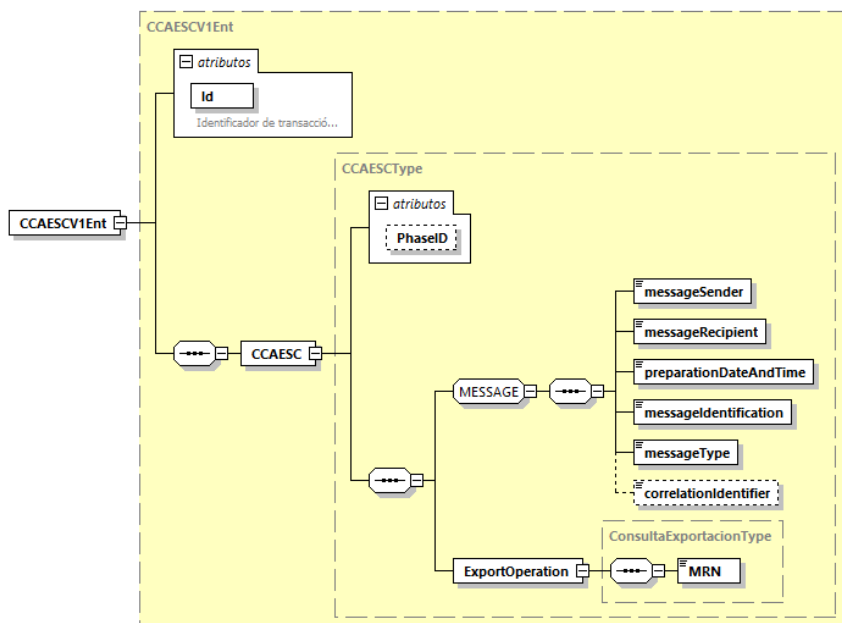 CCAESCV1Ent
atributos
Id
Identificador de transacció...
CCAESCType
atributos
PhaseID
CCAESCV1Ent
messageSender
messageRecipient
CCAESC
preparationDateAndTime
MESSAGE
messageIdentification
messageType
correlationIdentifier
ConsultaExportacionType
ExportOperation
MRN